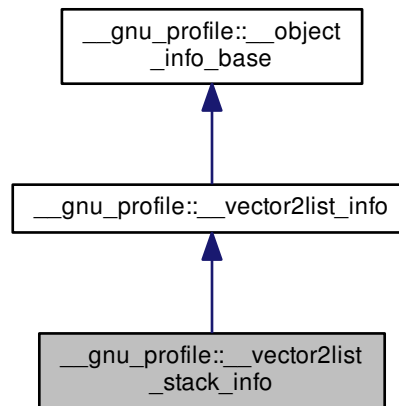 __gnu_profile::__object
_info_base
__gnu_profile::__vector2list_info
__gnu_profile::__vector2list
_stack_info